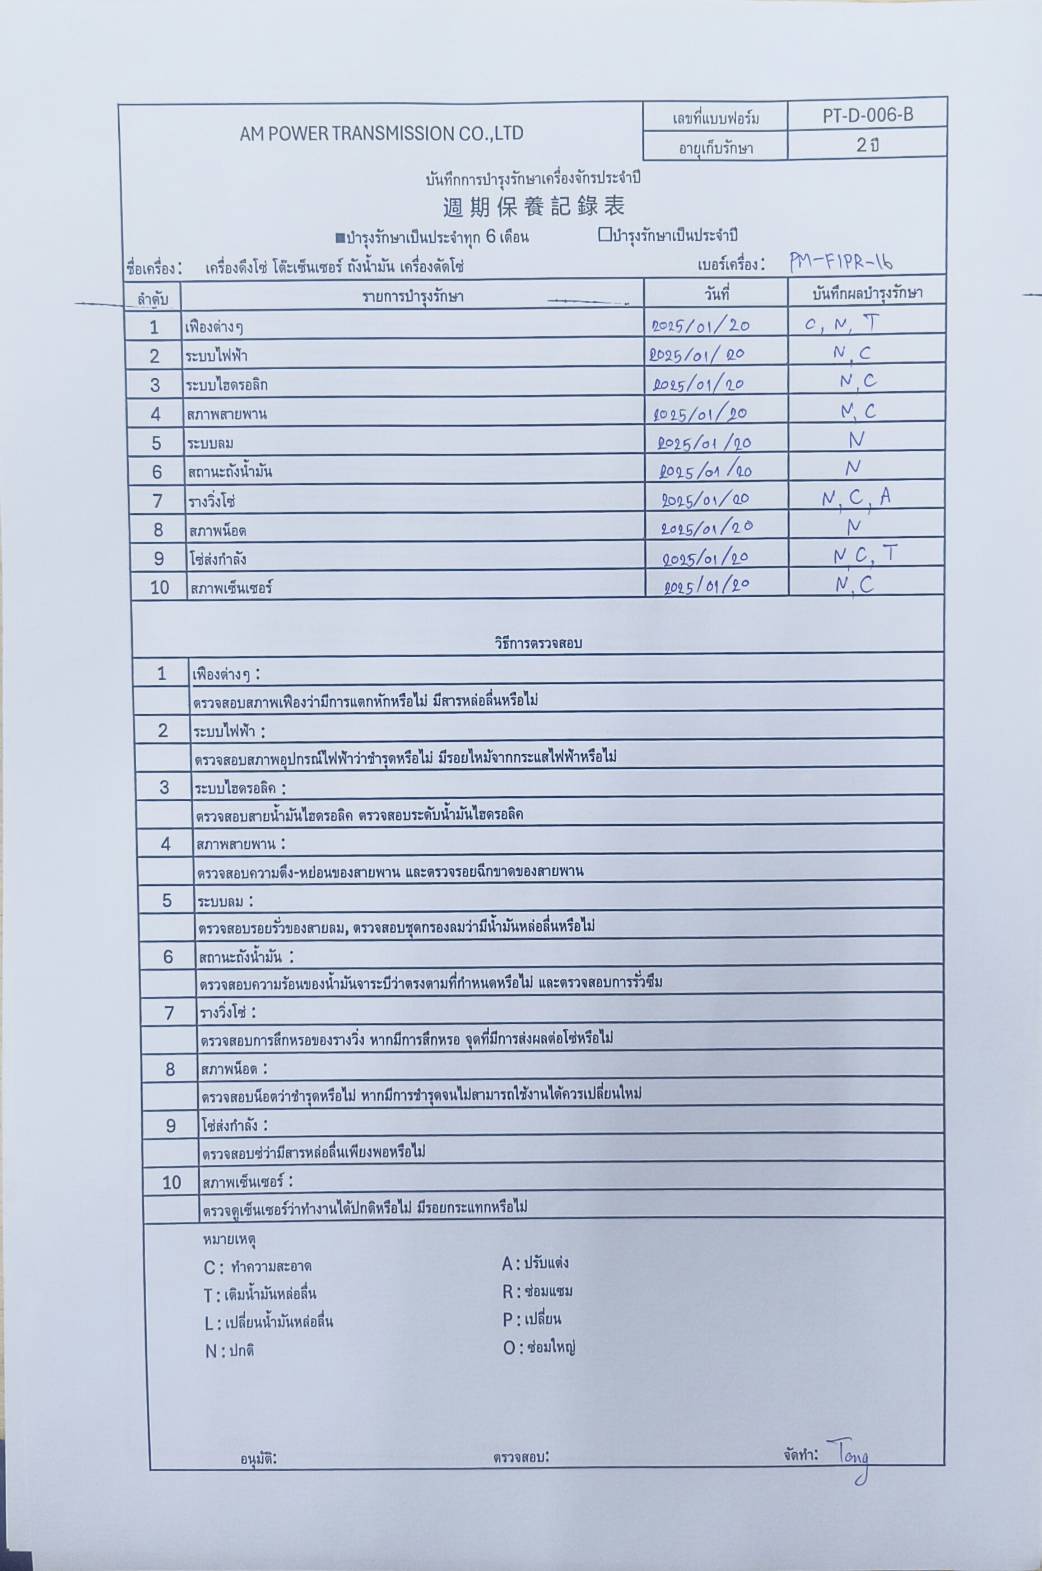 AM POWER TRANSMISSION CO.,LTD
เลขที่แบบฟอร์ม PT-D-006-B
อายุเก็บรักษา 2 ปี
บันทึกการบำรุงรักษาเครื่องจักรประจำปี
週期保養記錄表
■บำรุงรักษาเป็นประจำทุก 6 เดือน □บำรุงรักษาเป็นประจำปี
ชื่อเครื่อง: เครื่องดึงโซ่ โต๊ะเซ็นเซอร์ ถังน้ำมัน เครื่องตัดโซ่ เบอร์เครื่อง: PM-F1PR-16
ลำดับ รายการบำรุงรักษา วันที่ บันทึกผลบำรุงรักษา
1 เฟืองต่างๆ 2025/01/20 C, N, T
2 ระบบไฟฟ้า 2025/01/20 N, C
3 ระบบไฮดรอลิก 2025/01/20 N, C
4 สภาพสายพาน 2025/01/20 N, C
5 ระบบลม 2025/01/20 N
6 สถานะถังน้ำมัน 2025/01/20 N
7 รางวิ่งโซ่ 2025/01/20 N, C, A
8 สภาพน็อต 2025/01/20 N
9 โซ่ส่งกำลัง 2025/01/20 N, C, T
10 สภาพเซ็นเซอร์ 2025/01/20 N, C
วิธีการตรวจสอบ
1 เฟืองต่างๆ :
ตรวจสอบสภาพเฟืองว่ามีการแตกหักหรือไม่ มีสารหล่อลื่นหรือไม่
2 ระบบไฟฟ้า :
ตรวจสอบสภาพอุปกรณ์ไฟฟ้าว่าชำรุดหรือไม่ มีรอยไหม้จากกระแสไฟฟ้าหรือไม่
3 ระบบไฮดรอลิค :
ตรวจสอบสายน้ำมันไฮดรอลิค ตรวจสอบระดับน้ำมันไฮดรอลิค
4 สภาพสายพาน :
ตรวจสอบความตึง-หย่อนของสายพาน และตรวจรอยฉีกขาดของสายพาน
5 ระบบลม :
ตรวจสอบรอยรั่วของสายลม, ตรวจสอบชุดกรองลมว่ามีน้ำมันหล่อลื่นหรือไม่
6 สถานะถังน้ำมัน :
ตรวจสอบความร้อนของน้ำมันจาระบีว่าตรงตามที่กำหนดหรือไม่ และตรวจสอบการรั่วซึม
7 รางวิ่งโซ่ :
ตรวจสอบการสึกหรอของรางวิ่ง หากมีการสึกหรอ จุดที่มีการส่งผลต่อโซ่หรือไม่
8 สภาพน็อต :
ตรวจสอบน็อตว่าชำรุดหรือไม่ หากมีการชำรุดจนไม่สามารถใช้งานได้ควรเปลี่ยนใหม่
9 โซ่ส่งกำลัง :
ตรวจสอบซ่ว่ามีสารหล่อลื่นเพียงพอหรือไม่
10 สภาพเซ็นเซอร์ :
ตรวจดูเซ็นเซอร์ว่าทำงานได้ปกติหรือไม่ มีรอยกระแทกหรือไม่
หมายเหตุ
C : ทำความสะอาด A : ปรับแต่ง
T : เติมน้ำมันหล่อลื่น R : ซ่อมแซม
L : เปลี่ยนน้ำมันหล่อลื่น P : เปลี่ยน
N : ปกติ O : ซ่อมใหญ่
อนุมัติ: ตรวจสอบ: จัดทำ: Tong